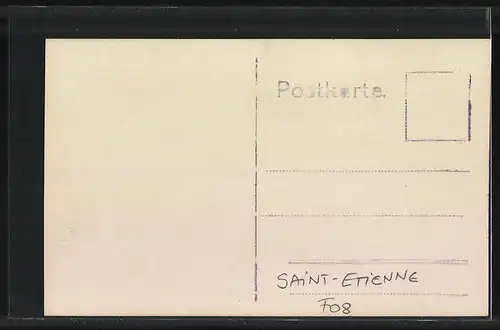 Postkarte.
SAINT-ETIENNE
F08